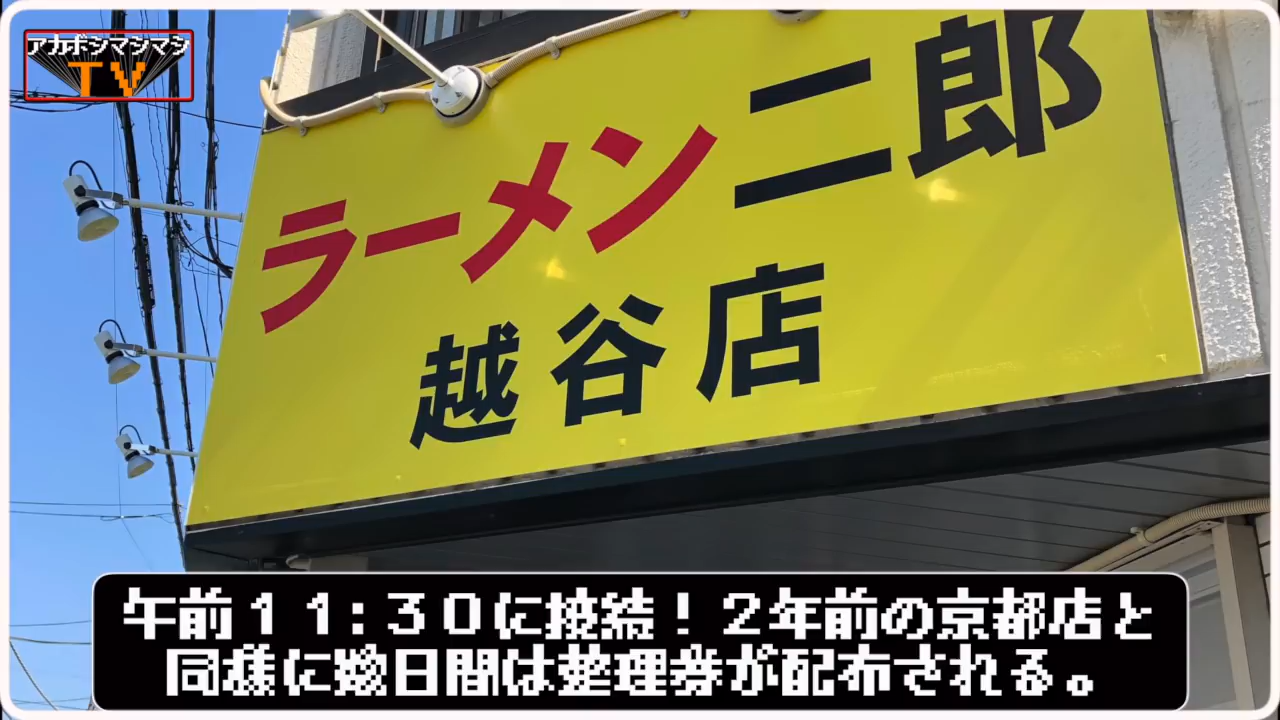 アカボシマシマシ
TV
ラーメン二郎
越谷店
午前11:30に接続！2年前の京都店と
同様に数日間は整理券が配布される。